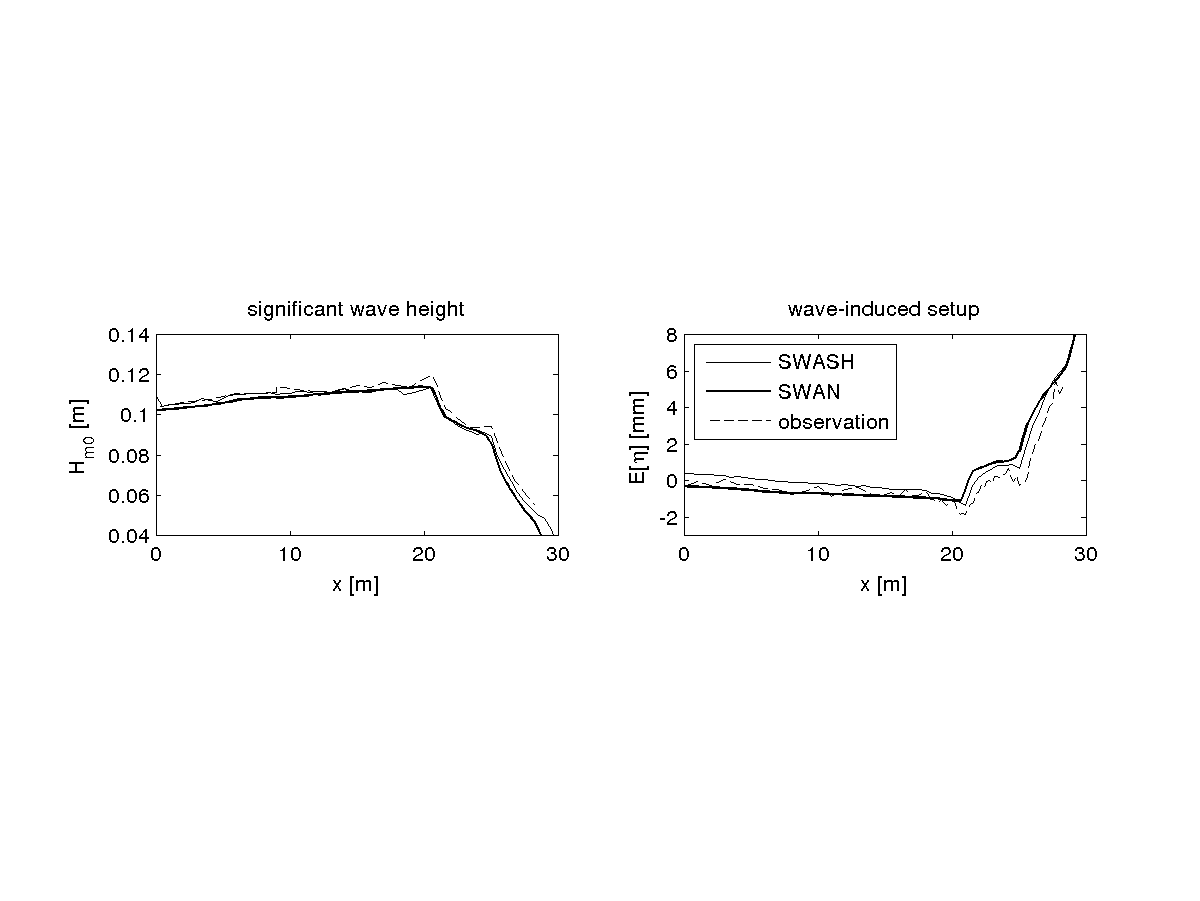 significant wave height
0.14
0.12
0.1
0.08
0.06
0.04
H_m0 [m]
0 10 20 30
x [m]
wave-induced setup
8
6
4
2
0
-2
E[η] [mm]
SWASH
SWAN
observation
0 10 20 30
x [m]